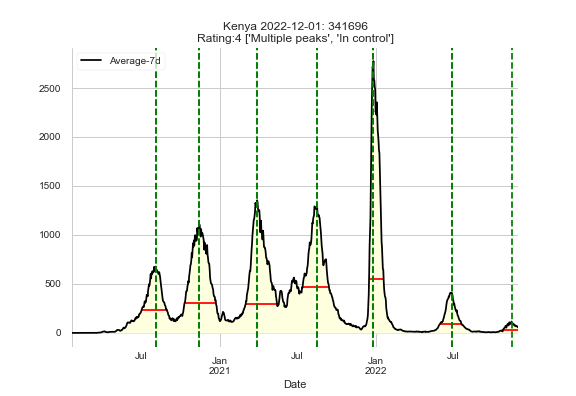 Kenya 2022-12-01: 341696
Rating:4 ['Multiple peaks', 'In control']
Average-7d
2500
2000
1500
1000
500
0
Jul
Jan
2021
Jul
Jan
2022
Jul
Date